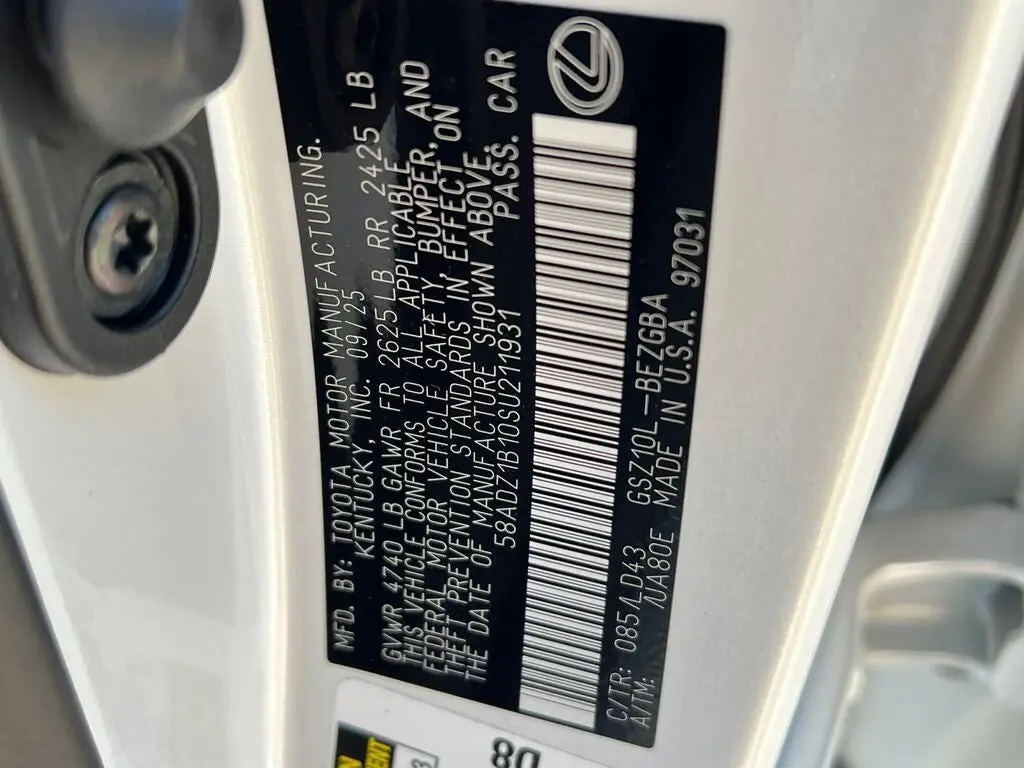 MFD. BY: TOYOTA MOTOR MANUFACTURING.
KENTUCKY, INC. 09/25
GVWR 4740 LB GAWR FR 2625 LB RR 2425 LB
THIS VEHICLE CONFORMS TO ALL APPLICABLE
FEDERAL MOTOR VEHICLE SAFETY, BUMPER, AND
THEFT PREVENTION STANDARDS IN EFFECT ON
THE DATE OF MANUFACTURE SHOWN ABOVE.
58ADZ1B10SU211931 PASS. CAR
C/TR: 085/LD43 GSZ10L-BEZGBA
A/TM: /UA80E MADE IN U.S.A. 97031